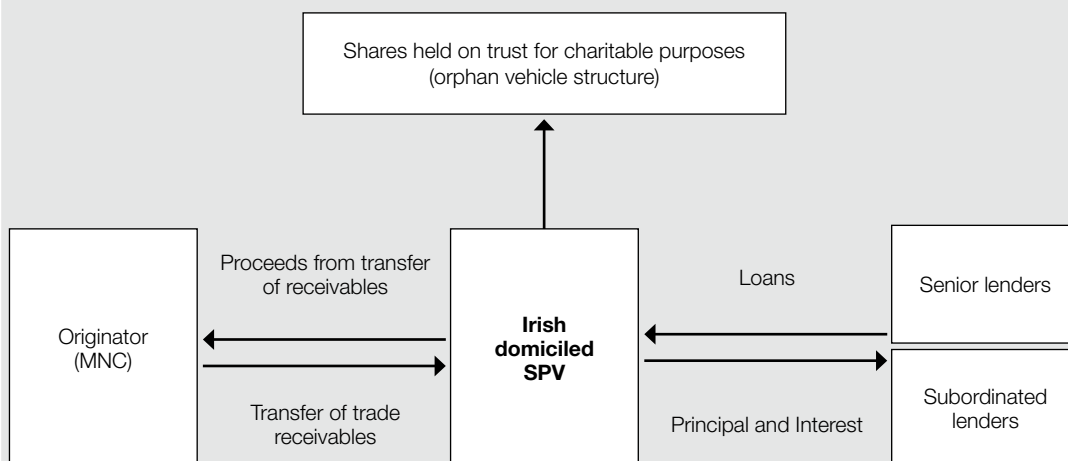 Shares held on trust for charitable purposes
(orphan vehicle structure)
Originator
(MNC)
Proceeds from transfer
of receivables
Transfer of trade
receivables
Irish
domiciled
SPV
Loans
Principal and Interest
Senior lenders
Subordinated
lenders